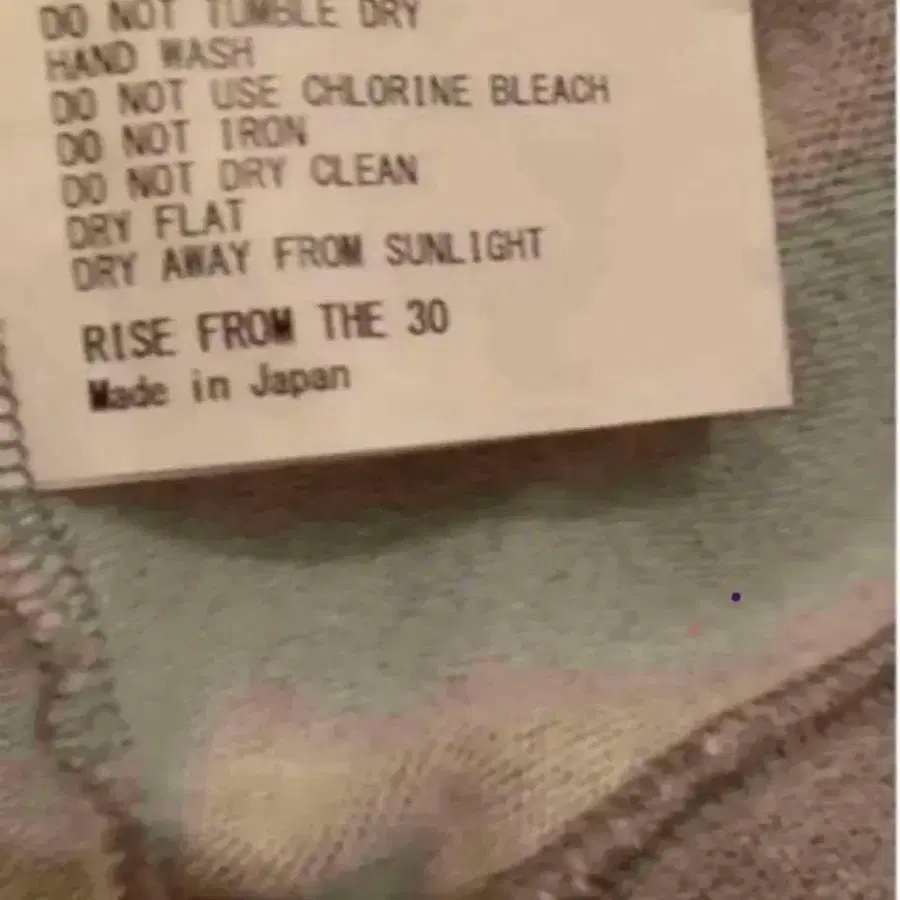 DO NOT TUMBLE DRY
HAND WASH
DO NOT USE CHLORINE BLEACH
DO NOT IRON
DO NOT DRY CLEAN
DRY FLAT
DRY AWAY FROM SUNLIGHT
RISE FROM THE 30
Made in Japan